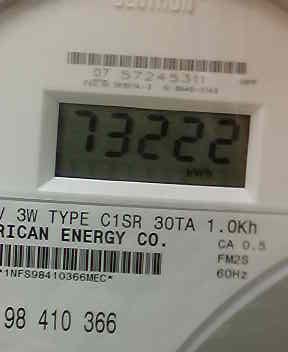 07 57245311
73222
kWh
V 3W TYPE C1SR 30TA 1.0Kh
RICAN ENERGY CO.
CA 0.5
FM2S
60Hz
*1NFS98410366MEC*
98 410 366